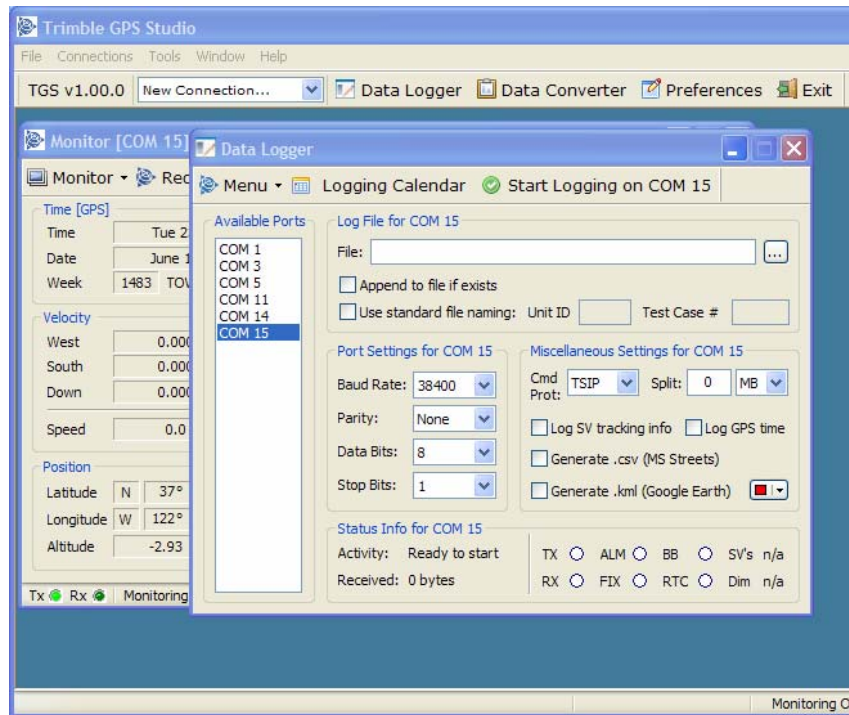 Trimble GPS Studio
File Connections Tools Window Help
TGS v1.00.0 New Connection... Data Logger Data Converter Preferences Exit
Monitor [COM 15]
Monitor Rec
Time [GPS]
Time Tue 2
Date June 1
Week 1483 TOW
Velocity
West 0.000
South 0.000
Down 0.000
Speed 0.0
Position
Latitude N 37°
Longitude W 122°
Altitude -2.93
Tx Rx Monitoring
Data Logger
Menu Logging Calendar Start Logging on COM 15
Available Ports
COM 1
COM 3
COM 5
COM 11
COM 14
COM 15
Log File for COM 15
File: ...
Append to file if exists
Use standard file naming: Unit ID Test Case #
Port Settings for COM 15
Baud Rate: 38400
Parity: None
Data Bits: 8
Stop Bits: 1
Miscellaneous Settings for COM 15
Cmd Prot: TSIP Split: 0 MB
Log SV tracking info Log GPS time
Generate .csv (MS Streets)
Generate .kml (Google Earth)
Status Info for COM 15
Activity: Ready to start TX ALM BB SV's n/a
Received: 0 bytes RX FIX RTC Dim n/a
Monitoring O